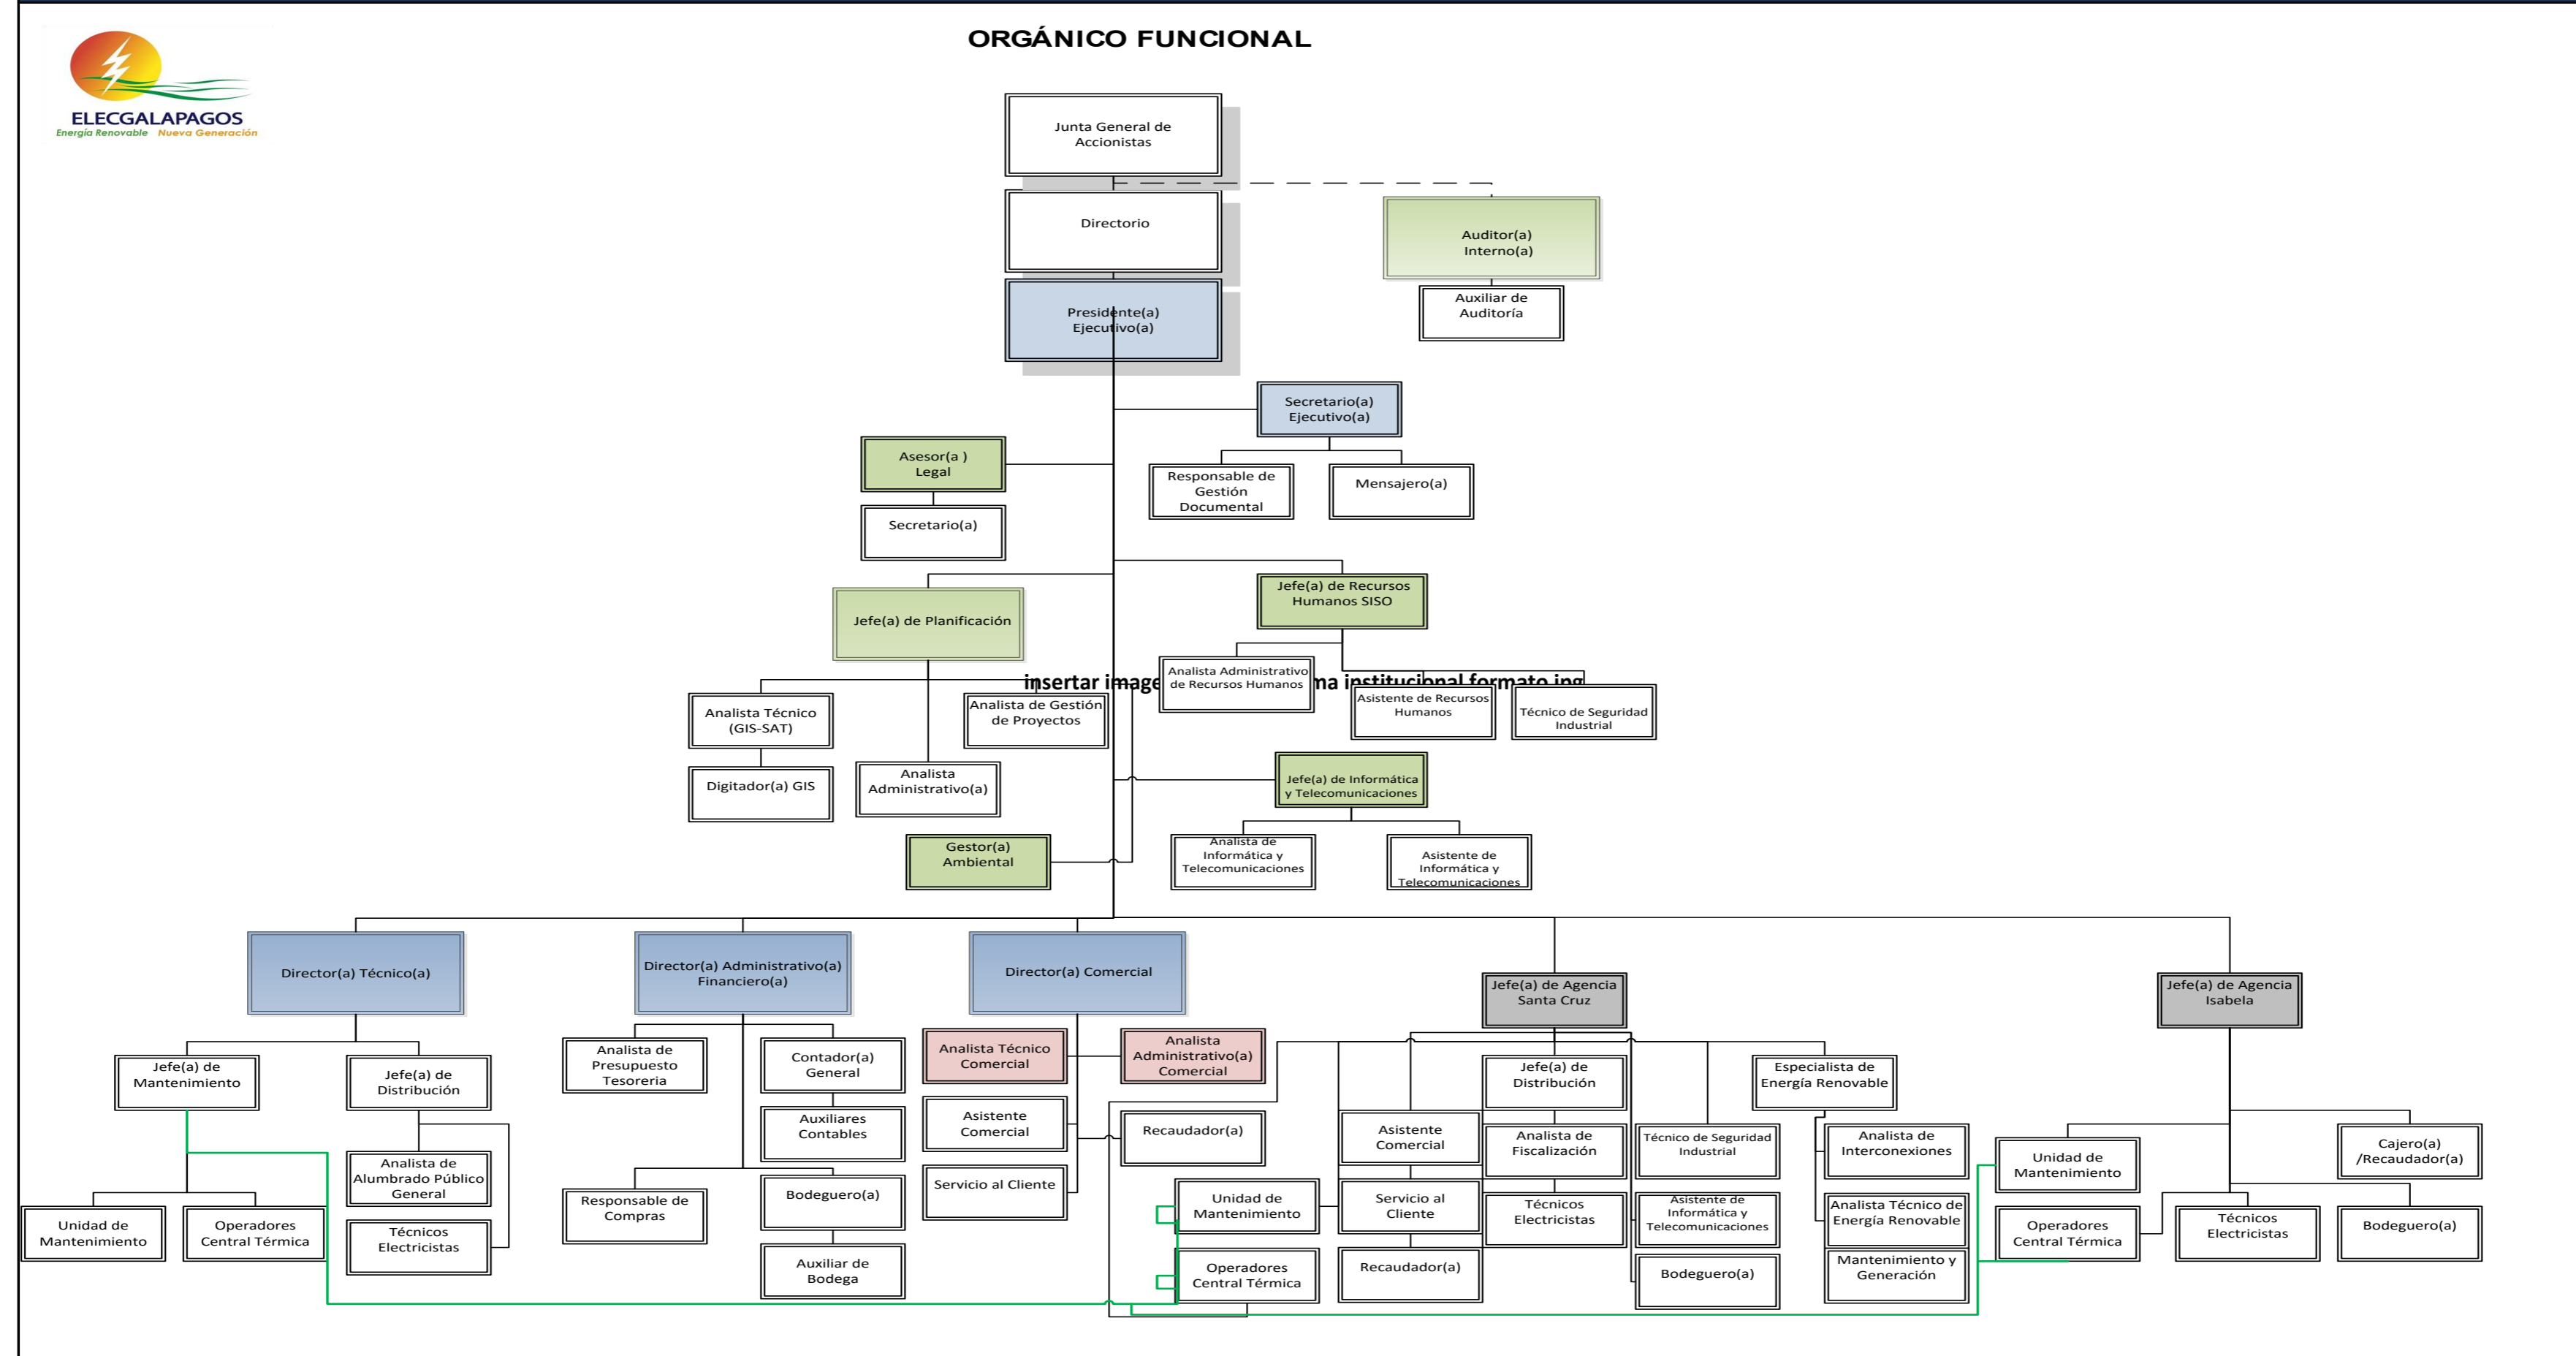 ORGÁNICO FUNCIONAL
ELECGALAPAGOS
Energía Renovable Nueva Generación
Junta General de
Accionistas
Directorio
Auditor(a)
Interno(a)
Auxiliar de
Auditoría
Presidente(a)
Ejecutivo(a)
Secretario(a)
Ejecutivo(a)
Asesor(a )
Legal
Responsable de
Gestión
Documental
Mensajero(a)
Secretario(a)
Jefe(a) de Recursos
Humanos SISO
Jefe(a) de Planificación
Analista Administrativo
de Recursos Humanos
insertar image
ma institucional formato jpg
Asistente de Recursos
Humanos
Técnico de Seguridad
Industrial
Analista Técnico
(GIS-SAT)
Analista de Gestión
de Proyectos
Digitador(a) GIS
Analista
Administrativo(a)
Jefe(a) de Informática
y Telecomunicaciones
Gestor(a)
Ambiental
Analista de
Informática y
Telecomunicaciones
Asistente de
Informática y
Telecomunicaciones
Director(a) Técnico(a)
Director(a) Administrativo(a)
Financiero(a)
Director(a) Comercial
Jefe(a) de Agencia
Santa Cruz
Jefe(a) de Agencia
Isabela
Jefe(a) de
Mantenimiento
Jefe(a) de
Distribución
Analista de
Presupuesto
Tesoreria
Contador(a)
General
Analista Técnico
Comercial
Analista
Administrativo(a)
Comercial
Jefe(a) de
Distribución
Especialista de
Energía Renovable
Auxiliares
Contables
Asistente
Comercial
Recaudador(a)
Asistente
Comercial
Analista de
Fiscalización
Técnico de Seguridad
Industrial
Analista de
Interconexiones
Unidad de
Mantenimiento
Cajero(a)
/Recaudador(a)
Analista de
Alumbrado Público
General
Responsable de
Compras
Bodeguero(a)
Servicio al Cliente
Unidad de
Mantenimiento
Servicio al
Cliente
Técnicos
Electricistas
Asistente de
Informática y
Telecomunicaciones
Analista Técnico de
Energía Renovable
Operadores
Central Térmica
Técnicos
Electricistas
Bodeguero(a)
Unidad de
Mantenimiento
Operadores
Central Térmica
Técnicos
Electricistas
Auxiliar de
Bodega
Operadores
Central Térmica
Recaudador(a)
Bodeguero(a)
Mantenimiento y
Generación